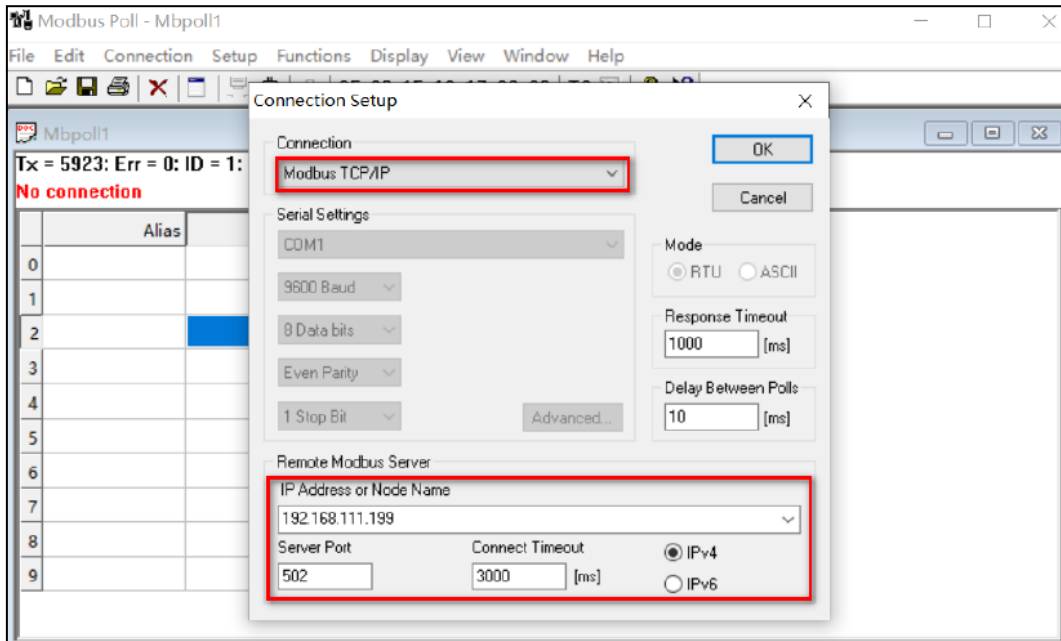 Modbus Poll - Mbpoll1
File Edit Connection Setup Functions Display View Window Help
Connection Setup
Mbpoll1
Tx = 5923: Err = 0: ID = 1:
No connection
Alias
0
1
2
3
4
5
6
7
8
9
Connection
Modbus TCP/IP
OK
Cancel
Serial Settings
COM1
9600 Baud
8 Data bits
Even Parity
1 Stop Bit
Advanced...
Mode
RTU ASCII
Response Timeout
1000 [ms]
Delay Between Polls
10 [ms]
Remote Modbus Server
IP Address or Node Name
192.168.111.199
Server Port Connect Timeout
502 3000 [ms]
IPv4
IPv6